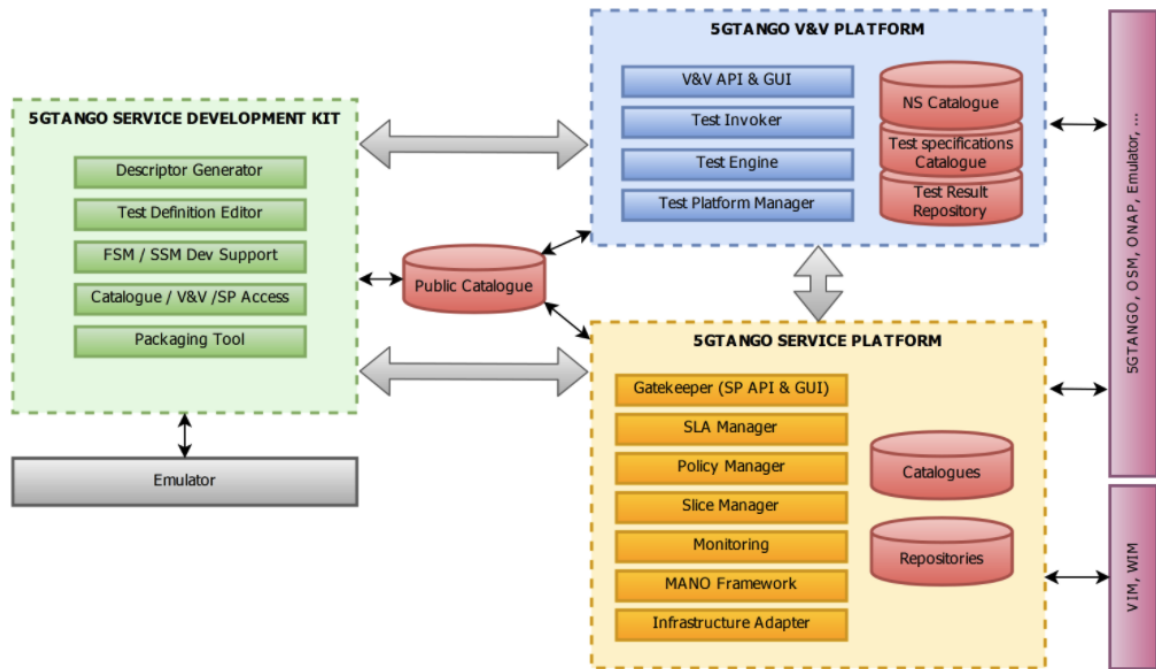 5GTANGO SERVICE DEVELOPMENT KIT
Descriptor Generator
Test Definition Editor
FSM / SSM Dev Support
Catalogue / V&V /SP Access
Packaging Tool
Emulator
Public Catalogue
5GTANGO V&V PLATFORM
V&V API & GUI
Test Invoker
Test Engine
Test Platform Manager
NS Catalogue
Test specifications
Catalogue
Test Result
Repository
5GTANGO SERVICE PLATFORM
Gatekeeper (SP API & GUI)
SLA Manager
Policy Manager
Slice Manager
Monitoring
MANO Framework
Infrastructure Adapter
Catalogues
Repositories
5GTANGO, OSM, ONAP, Emulator, ...
VIM, WIM